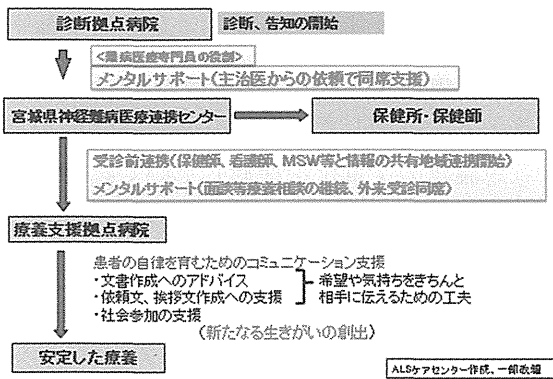 診断拠点病院
診断、告知の開始
<難病医療専門員の役割>
メンタルサポート(主治医からの依頼で同席支援)
宮城県神経難病医療連携センター
保健所・保健師
受診前連携(保健師、看護師、MSW等と情報の共有地域連携開始)
メンタルサポート(面談等療養相談の継続、外来受診同席)
療養支援拠点病院
患者の自律を育むためのコミュニケーション支援
・文書作成へのアドバイス
希望や気持ちをきちんと
・依頼文、挨拶文作成への支援
相手に伝えるための工夫
・社会参加の支援
(新たなる生きがいの創出)
安定した療養
ALSケアセンター作成、一部改編